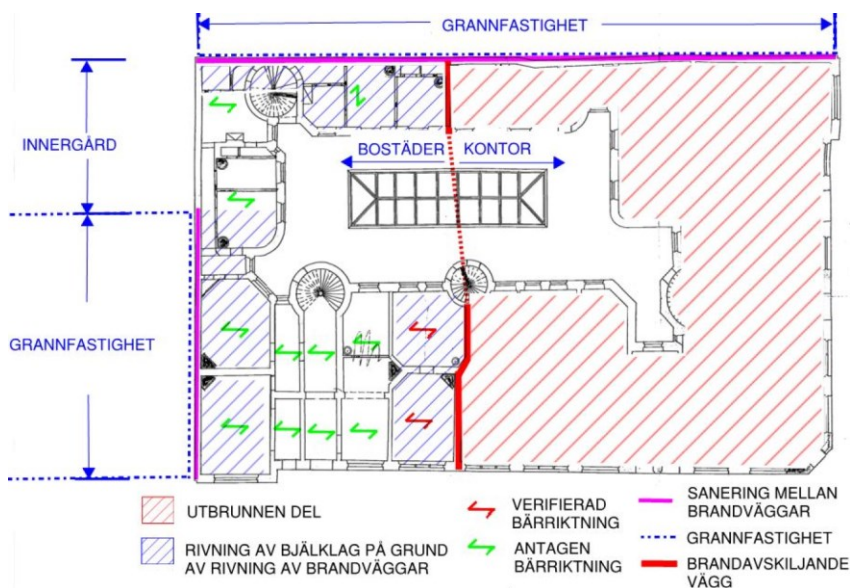 GRANNFASTIGHET
INNERGÅRD
BOSTÄDER KONTOR
GRANNFASTIGHET
UTBRUNNEN DEL
RIVNING AV BJÄLKLAG PÅ GRUND
AV RIVNING AV BRANDVÄGGAR
VERIFIERAD
BÄRRIKTNING
ANTAGEN
BÄRRIKTNING
SANERING MELLAN
BRANDVÄGGAR
GRANNFASTIGHET
BRANDAVSKILJANDE
VÄGG